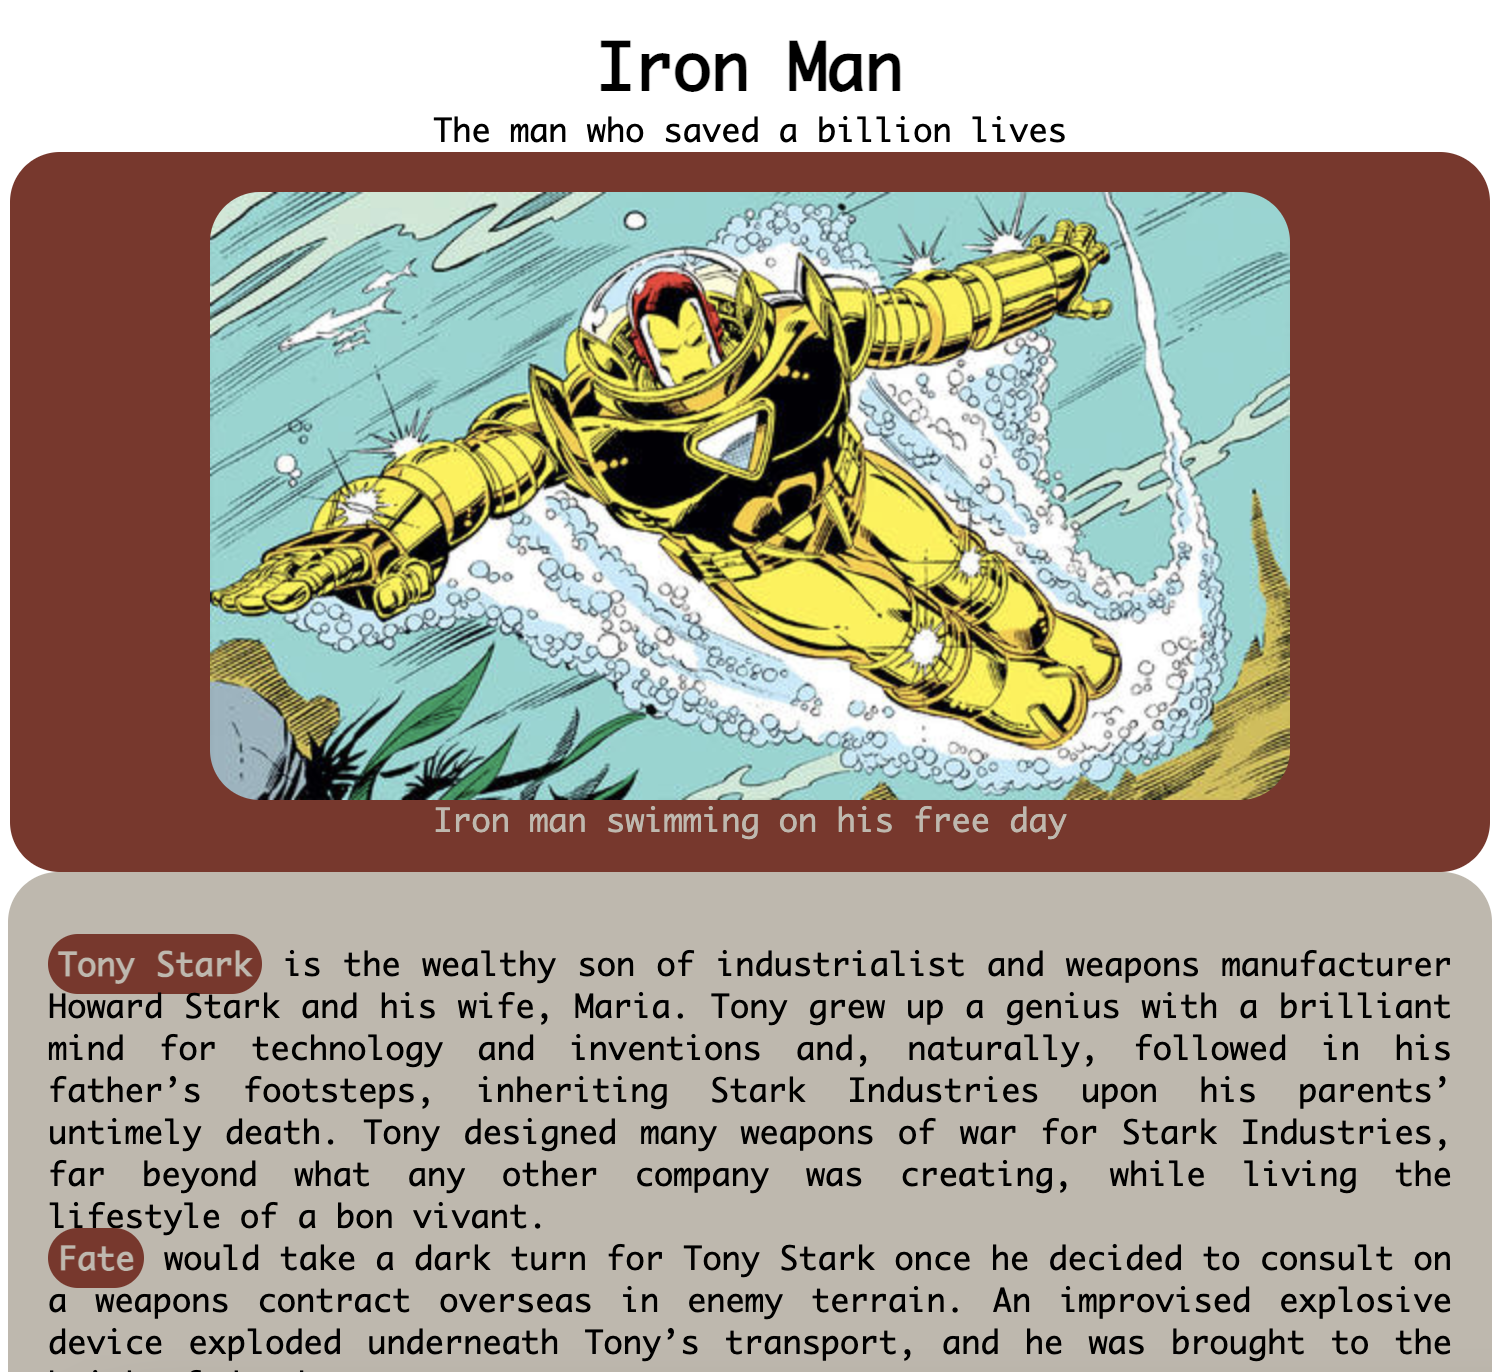 Iron Man
The man who saved a billion lives
Iron man swimming on his free day
Tony Stark is the wealthy son of industrialist and weapons manufacturer
Howard Stark and his wife, Maria. Tony grew up a genius with a brilliant
mind for technology and inventions and, naturally, followed in his
father’s footsteps, inheriting Stark Industries upon his parents’
untimely death. Tony designed many weapons of war for Stark Industries,
far beyond what any other company was creating, while living the
lifestyle of a bon vivant.
Fate would take a dark turn for Tony Stark once he decided to consult on
a weapons contract overseas in enemy terrain. An improvised explosive
device exploded underneath Tony’s transport, and he was brought to the